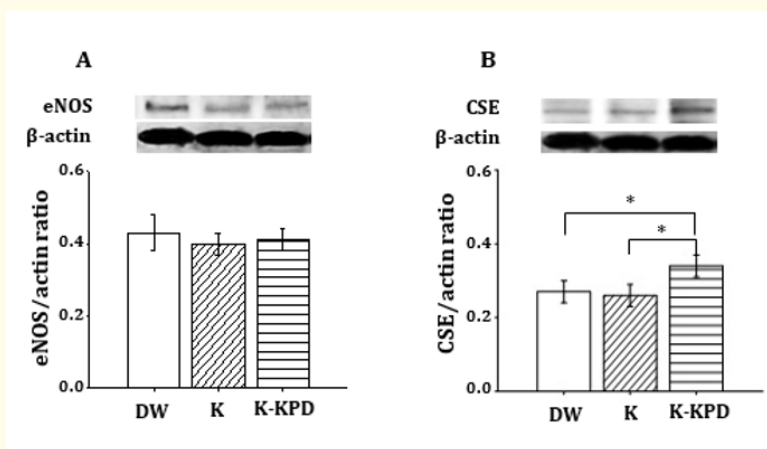 A
eNOS
β-actin
0.6
0.4
0.2
0.0
eNOS/actin ratio
DW K K-KPD
B
CSE
β-actin
0.6
0.4
0.2
0.0
CSE/actin ratio
*
*
DW K K-KPD